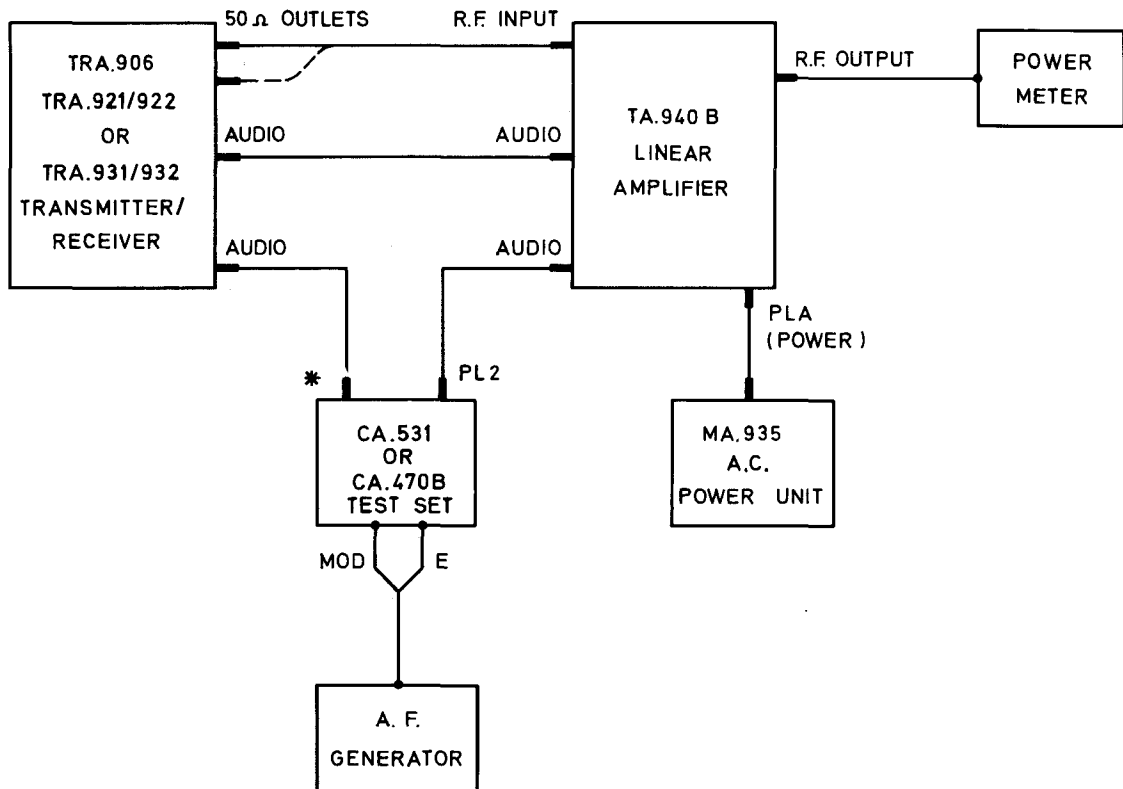 50Ω OUTLETS
R.F. INPUT
TRA.906
TRA.921/922
OR
TRA.931/932
TRANSMITTER/
RECEIVER
AUDIO
AUDIO
AUDIO
AUDIO
TA.940 B
LINEAR
AMPLIFIER
R.F. OUTPUT
POWER
METER
PLA
(POWER)
*
PL2
CA.531
OR
CA.470B
TEST SET
MA.935
A.C.
POWER UNIT
MOD
E
A. F.
GENERATOR